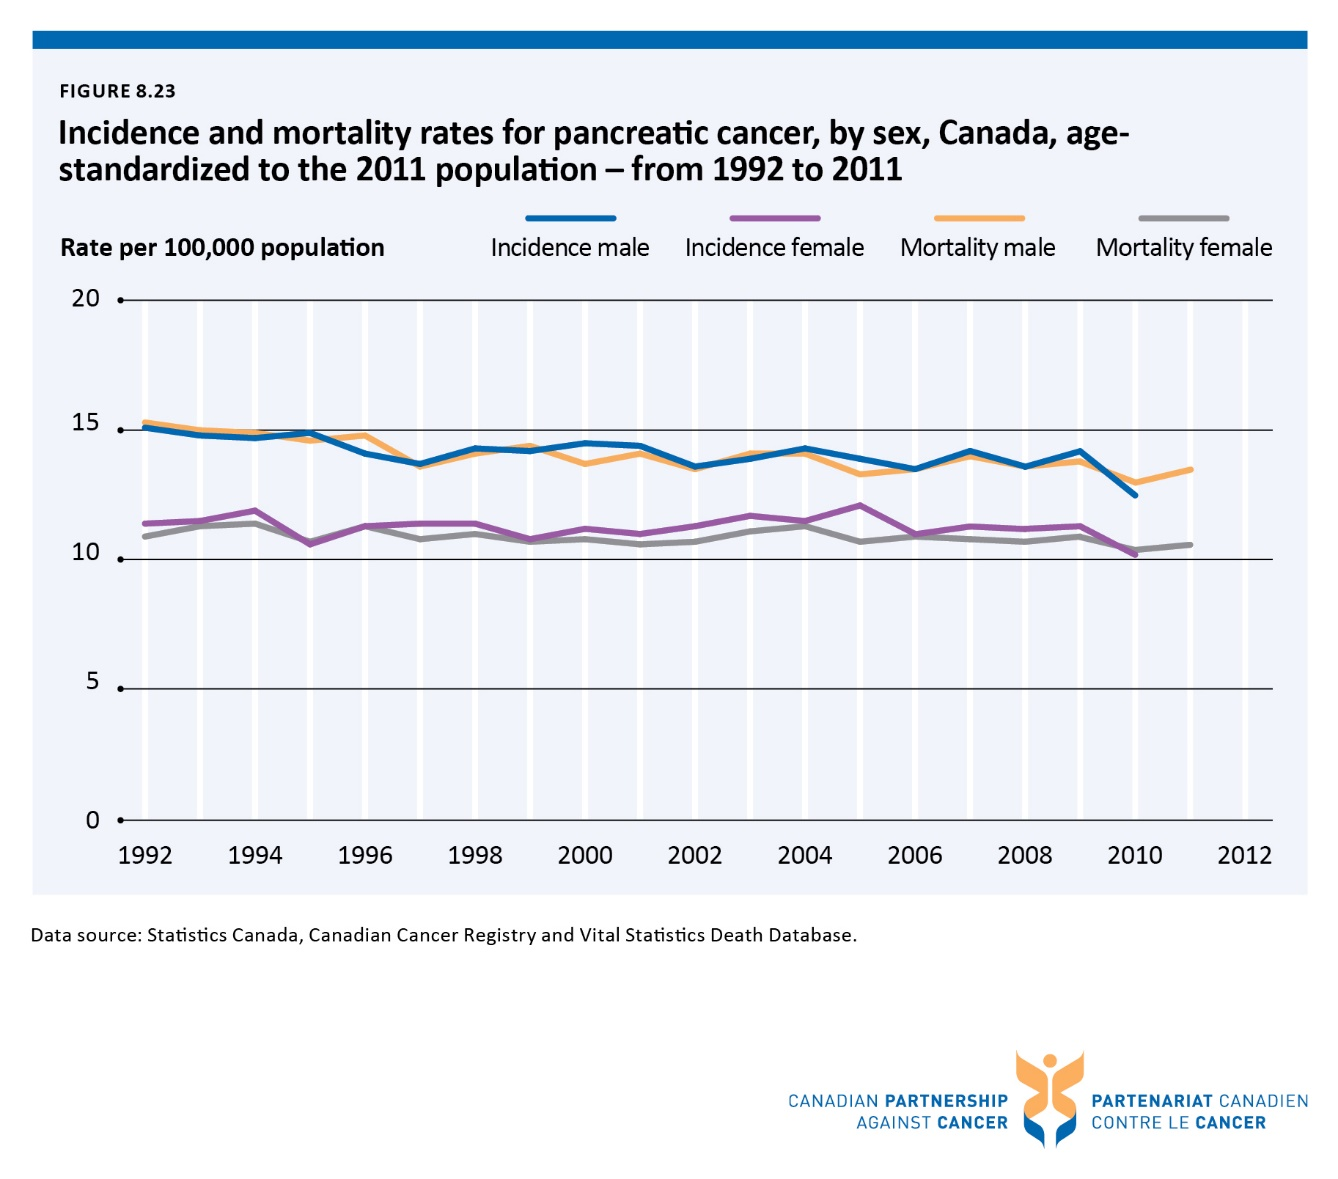 FIGURE 8.23
Incidence and mortality rates for pancreatic cancer, by sex, Canada, age-
standardized to the 2011 population – from 1992 to 2011
Rate per 100,000 population
Incidence male
Incidence female
Mortality male
Mortality female
20
15
10
5
0
1992 1994 1996 1998 2000 2002 2004 2006 2008 2010 2012
Data source: Statistics Canada, Canadian Cancer Registry and Vital Statistics Death Database.
CANADIAN PARTNERSHIP
AGAINST CANCER
PARTENARIAT CANADIEN
CONTRE LE CANCER